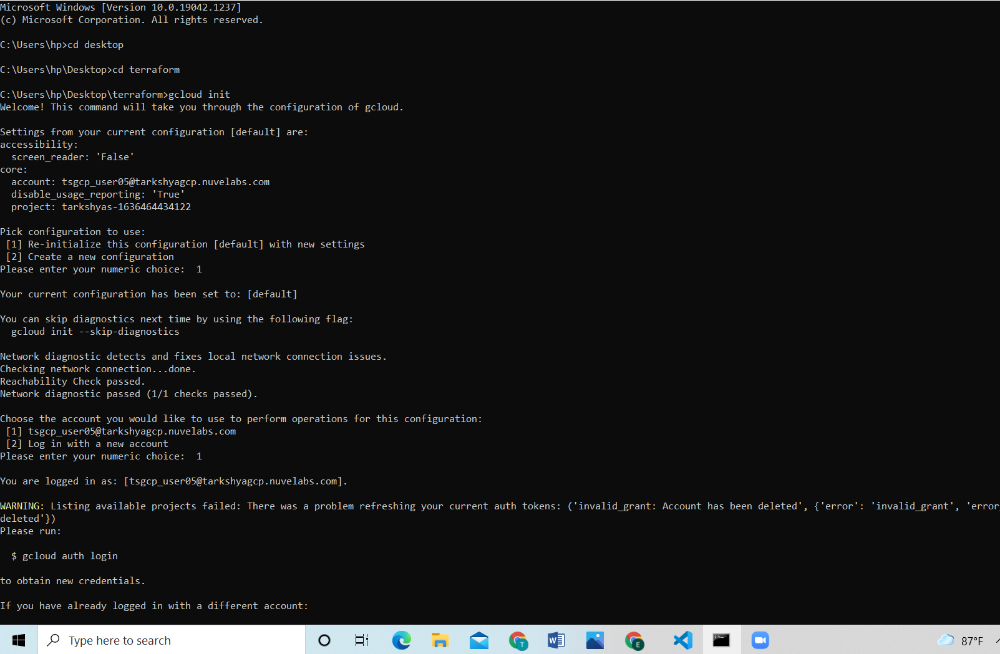 Microsoft Windows [Version 10.0.19042.1237]
(c) Microsoft Corporation. All rights reserved.
C:\Users\hp>cd desktop
C:\Users\hp\Desktop>cd terraform
C:\Users\hp\Desktop\terraform>gcloud init
Welcome! This command will take you through the configuration of gcloud.
Settings from your current configuration [default] are:
accessibility:
  screen_reader: 'False'
core:
  account: tsgcp_user05@tarkshyagcp.nuvelabs.com
  disable_usage_reporting: 'True'
  project: tarkshyas-1636464434122
Pick configuration to use:
 [1] Re-initialize this configuration [default] with new settings
 [2] Create a new configuration
Please enter your numeric choice:  1
Your current configuration has been set to: [default]
You can skip diagnostics next time by using the following flag:
  gcloud init --skip-diagnostics
Network diagnostic detects and fixes local network connection issues.
Checking network connection...done.
Reachability Check passed.
Network diagnostic passed (1/1 checks passed).
Choose the account you would like to use to perform operations for this configuration:
 [1] tsgcp_user05@tarkshyagcp.nuvelabs.com
 [2] Log in with a new account
Please enter your numeric choice:  1
You are logged in as: [tsgcp_user05@tarkshyagcp.nuvelabs.com].
WARNING: Listing available projects failed: There was a problem refreshing your current auth tokens: ('invalid_grant: Account has been deleted', {'error': 'invalid_grant', 'error_
deleted'})
Please run:
  $ gcloud auth login
to obtain new credentials.
If you have already logged in with a different account:
Type here to search
T
W
E
87°F